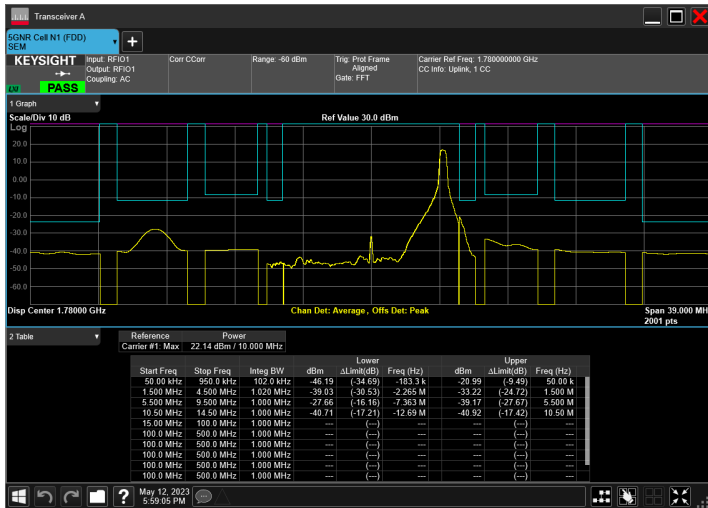 Transceiver A
5GNR Cell N1 (FDD)
SEM
KEYSIGHT
LXI
PASS
Input: RFIO1
Output: RFIO1
Coupling: AC
Corr CCorr
Range: -60 dBm
Trig: Prot Frame
Aligned
Gate: FFT
Carrier Ref Freq: 1.780000000 GHz
CC Info: Uplink, 1 CC
1 Graph
Scale/Div 10 dB
Ref Value 30.0 dBm
Log
20.0
10.0
0.00
-10.0
-20.0
-30.0
-40.0
-50.0
-60.0
Disp Center 1.78000 GHz
Chan Det: Average, Offs Det: Peak
Span 39.000 MH
2001 pts
2 Table
Reference Power
Carrier #1: Max 22.14 dBm / 10.000 MHz
Lower Upper
Start Freq Stop Freq Integ BW dBm ΔLimit(dB) Freq (Hz) dBm ΔLimit(dB) Freq (Hz)
50.00 kHz 950.0 kHz 102.0 kHz -46.19 (-34.69) -183.3 k -20.99 (-9.49) 50.00 k
1.500 MHz 4.500 MHz 1.020 MHz -39.03 (-30.53) -2.265 M -33.22 (-24.72) 1.500 M
5.500 MHz 9.500 MHz 1.000 MHz -27.66 (-16.16) -7.363 M -39.17 (-27.67) 5.500 M
10.50 MHz 14.50 MHz 1.000 MHz -40.71 (-17.21) -12.69 M -40.92 (-17.42) 10.50 M
15.00 MHz 100.0 MHz 1.000 MHz --- (---) --- --- (---) ---
100.0 MHz 500.0 MHz 1.000 MHz --- (---) --- --- (---) ---
100.0 MHz 500.0 MHz 1.000 MHz --- (---) --- --- (---) ---
100.0 MHz 500.0 MHz 1.000 MHz --- (---) --- --- (---) ---
100.0 MHz 500.0 MHz 1.000 MHz --- (---) --- --- (---) ---
100.0 MHz 500.0 MHz 1.000 MHz --- (---) --- --- (---) ---
?
May 12, 2023
5:59:05 PM